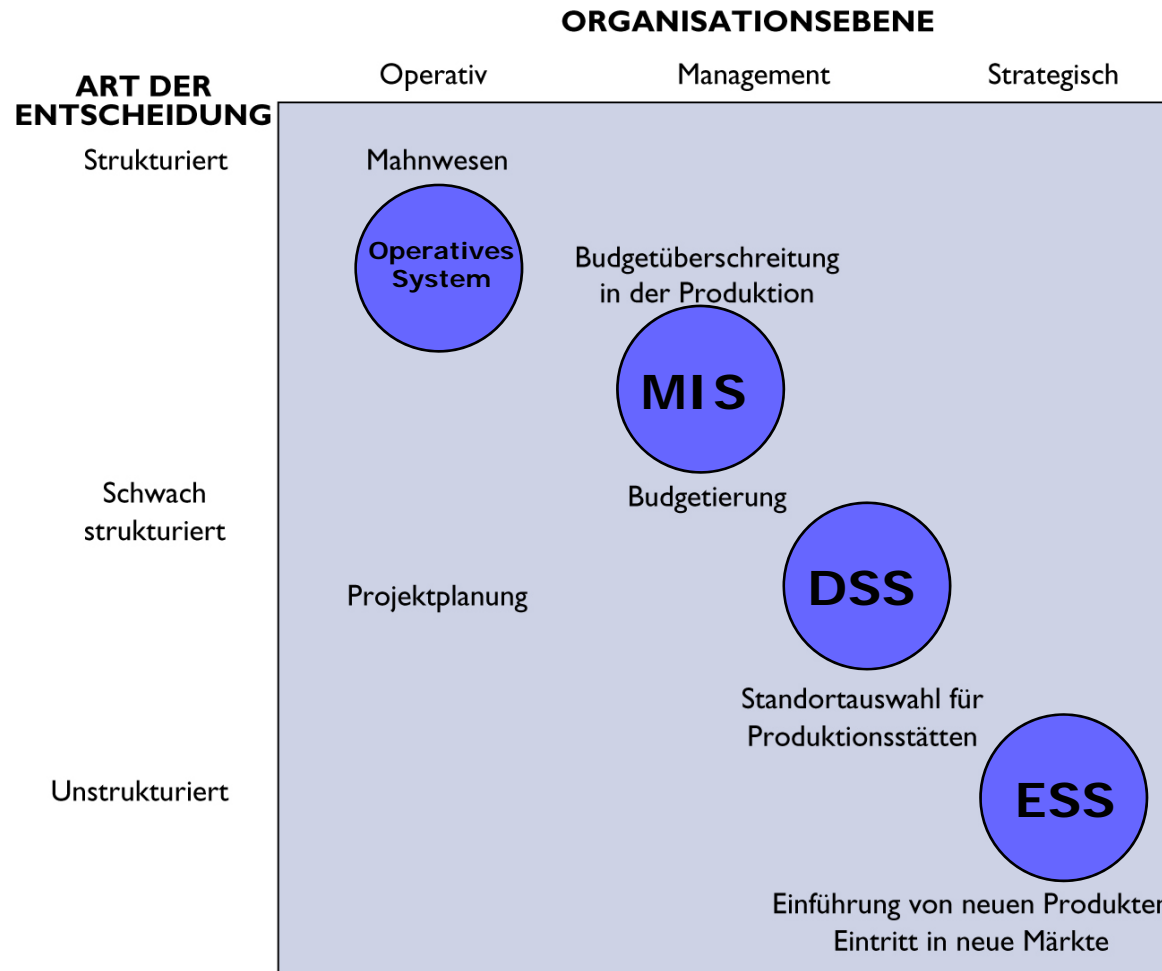 ORGANISATIONSEBENE
ART DER
ENTSCHEIDUNG
Operativ
Management
Strategisch
Strukturiert
Mahnwesen
Operatives
System
Budgetüberschreitung
in der Produktion
MIS
Schwach
strukturiert
Budgetierung
DSS
Projektplanung
Standortauswahl für
Produktionsstätten
Unstrukturiert
ESS
Einführung von neuen Produkten
Eintritt in neue Märkte